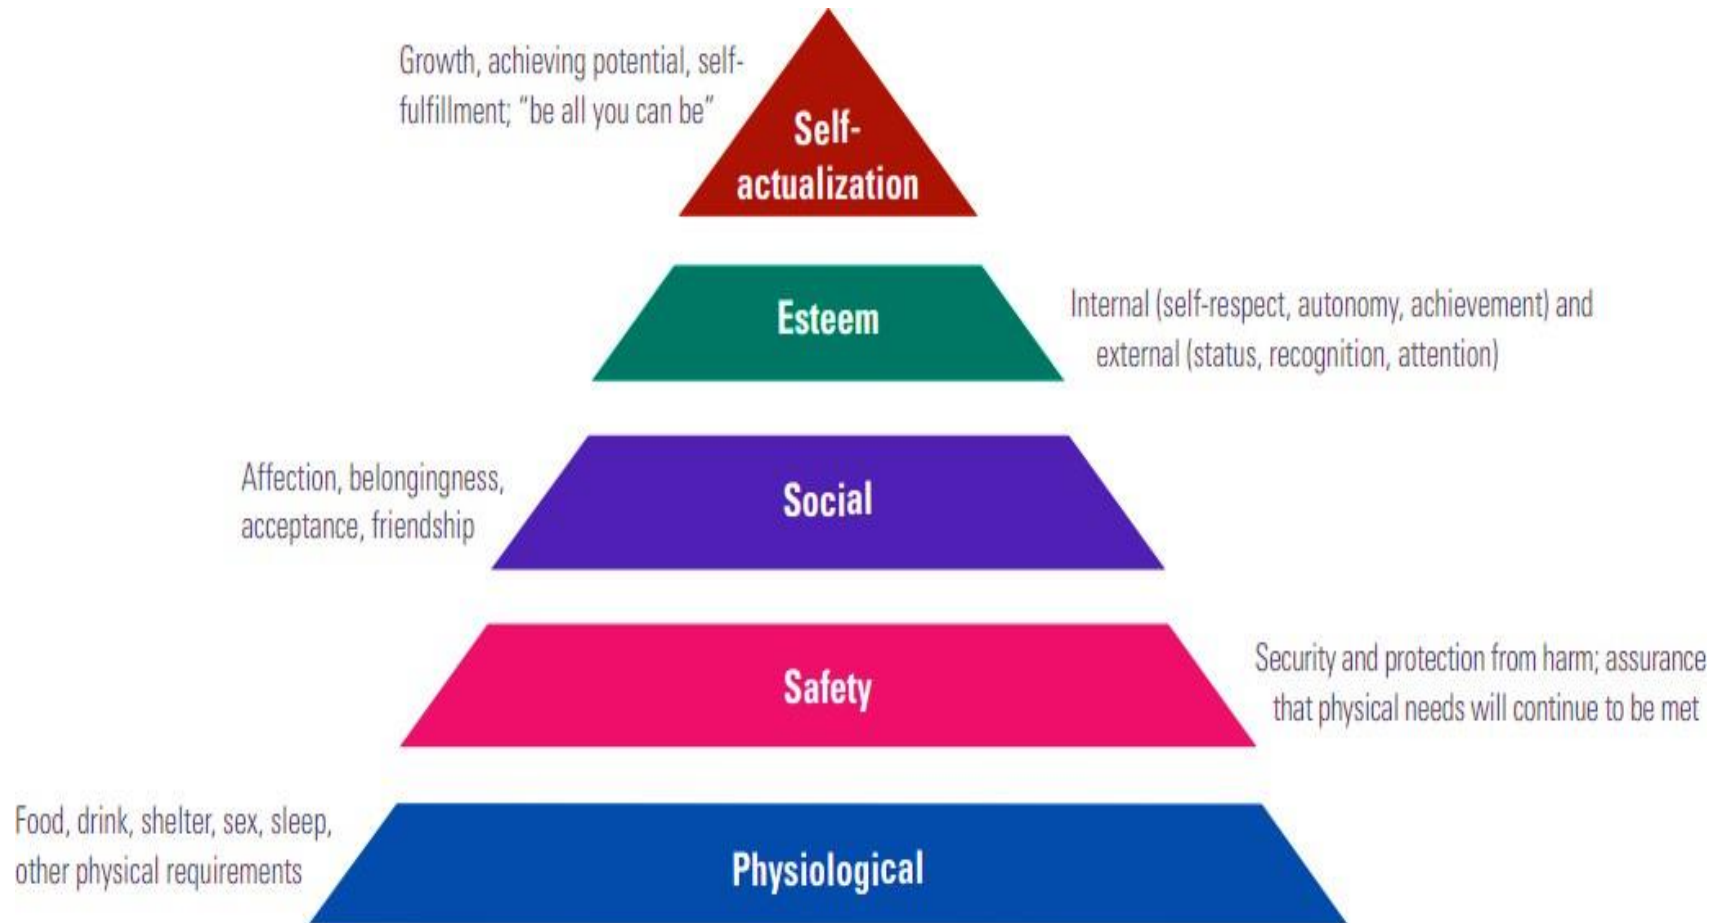 Growth, achieving potential, self-
fulfillment; “be all you can be”
Self-
actualization
Esteem
Internal (self-respect, autonomy, achievement) and
external (status, recognition, attention)
Affection, belongingness,
acceptance, friendship
Social
Safety
Security and protection from harm; assurance
that physical needs will continue to be met
Food, drink, shelter, sex, sleep,
other physical requirements
Physiological